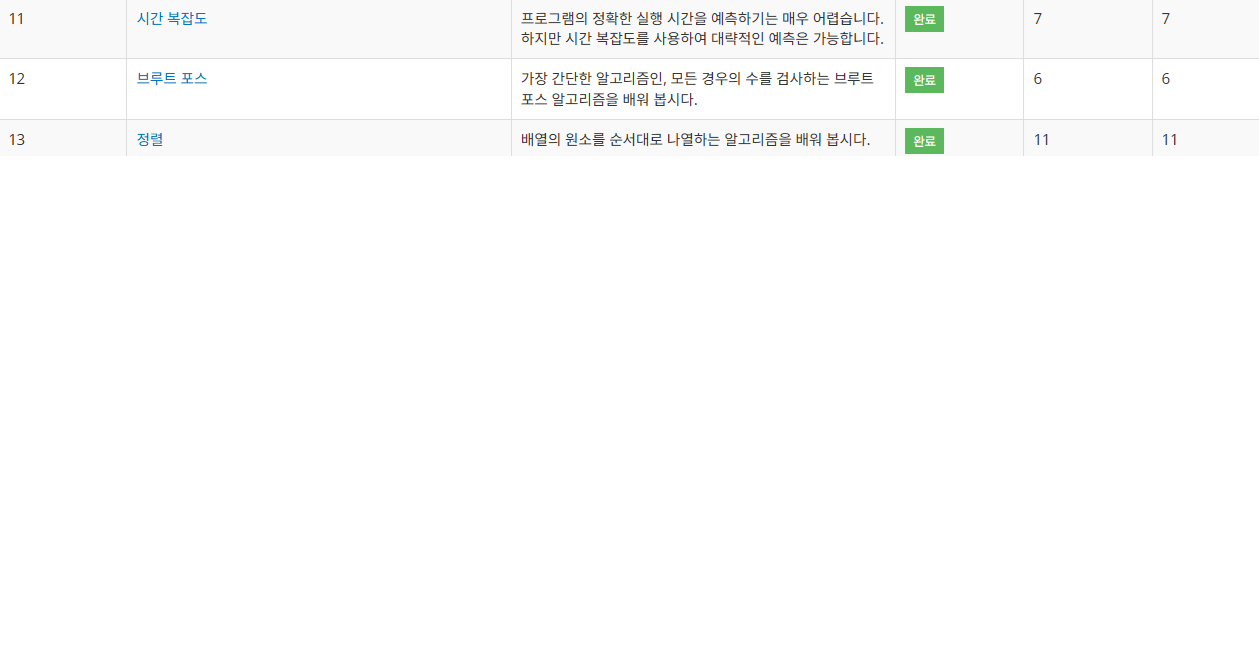 11 시간 복잡도 프로그램의 정확한 실행 시간을 예측하기는 매우 어렵습니다. 완료 7 7
하지만 시간 복잡도를 사용하여 대략적인 예측은 가능합니다.
12 브루트 포스 가장 간단한 알고리즘인, 모든 경우의 수를 검사하는 브루트 완료 6 6
포스 알고리즘을 배워 봅시다.
13 정렬 배열의 원소를 순서대로 나열하는 알고리즘을 배워 봅시다. 완료 11 11